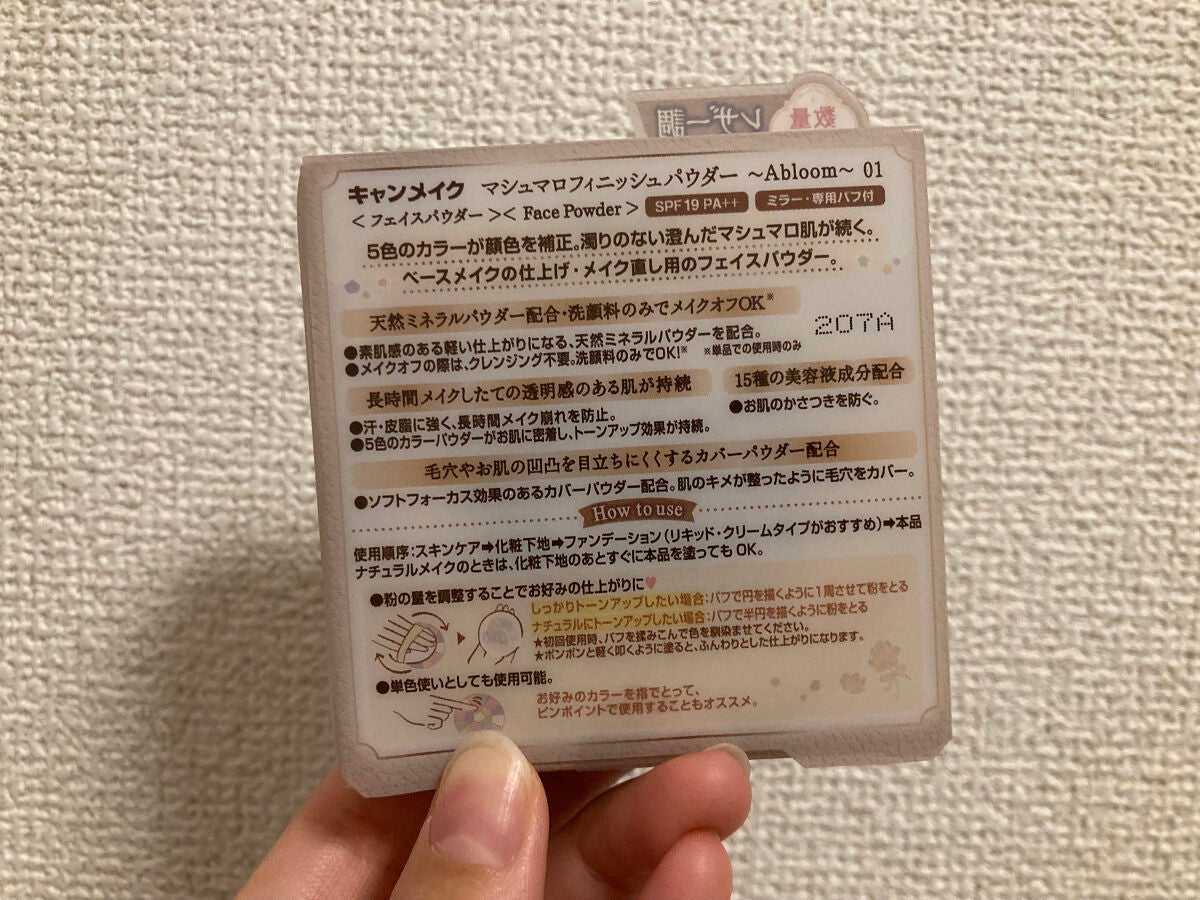 数量
レザー調
キャンメイク マシュマロフィニッシュパウダー ～Abloom～ 01
＜フェイスパウダー＞＜Face Powder＞ SPF19 PA++ ミラー・専用パフ付
5色のカラーが顔色を補正。濁りのない澄んだマシュマロ肌が続く。
ベースメイクの仕上げ・メイク直し用のフェイスパウダー。
天然ミネラルパウダー配合・洗顔料のみでメイクオフOK※
207A
●素肌感のある軽い仕上がりになる、天然ミネラルパウダーを配合。
●メイクオフの際は、クレンジング不要。洗顔料のみでOK!※ ※単品での使用時のみ
長時間メイクしたての透明感のある肌が持続
●汗・皮脂に強く、長時間メイク崩れを防止。
●5色のカラーパウダーがお肌に密着し、トーンアップ効果が持続。
15種の美容液成分配合
●お肌のかさつきを防ぐ。
毛穴やお肌の凹凸を目立ちにくくするカバーパウダー配合
●ソフトフォーカス効果のあるカバーパウダー配合。肌のキメが整ったように毛穴をカバー。
How to use
使用順序：スキンケア➡化粧下地➡ファンデーション（リキッド・クリームタイプがおすすめ）➡本品
ナチュラルメイクのときは、化粧下地のあとすぐに本品を塗っても OK。
●粉の量を調整することでお好みの仕上がりに♥
しっかりトーンアップしたい場合：パフで円を描くように1周させて粉をとる
ナチュラルにトーンアップしたい場合：パフで半円を描くように粉をとる
★初回使用時、パフを揉みこんで色を馴染ませてください。
★ポンポンと軽く叩くように塗ると、ふんわりとした仕上がりになります。
●単色使いとしても使用可能。
お好みのカラーを指でとって、
ピンポイントで使用することもオススメ。